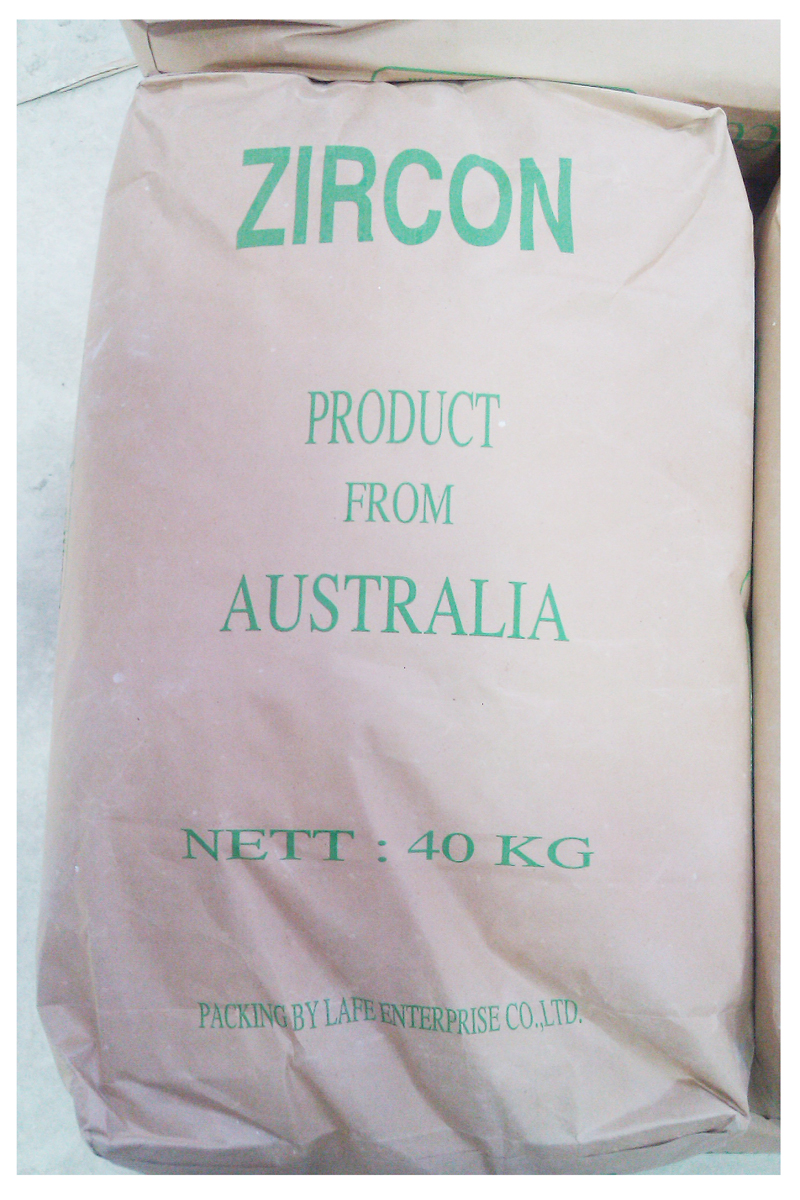 ZIRCON
PRODUCT
FROM
AUSTRALIA
NETT : 40 KG
PACKING BY LAFE ENTERPRISE CO.,LTD.